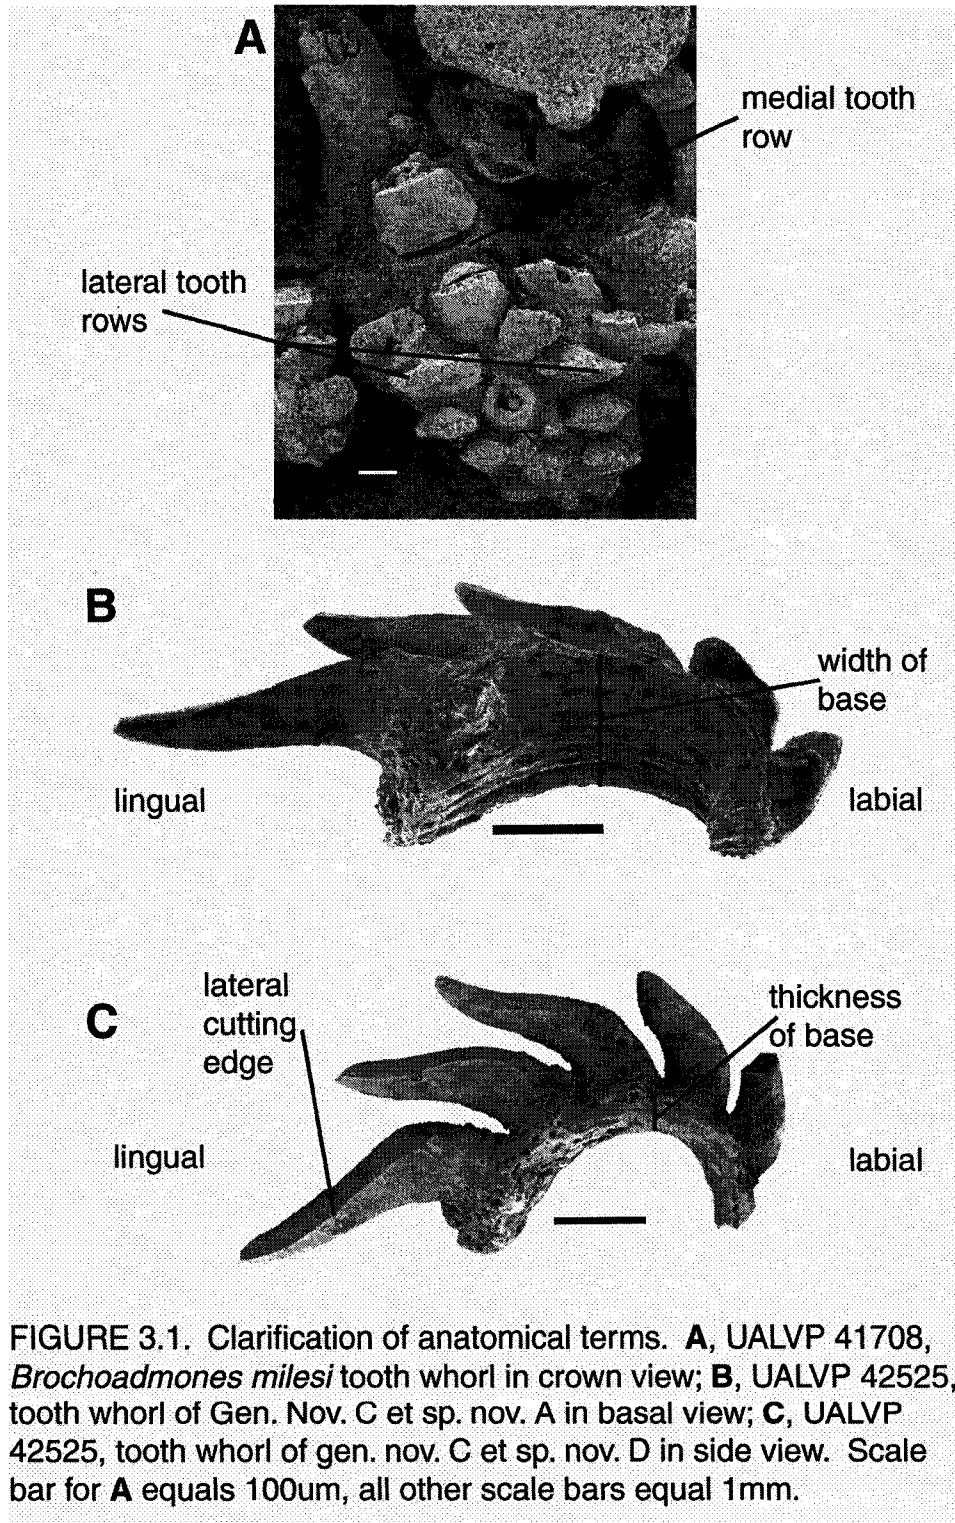 A
medial tooth
row
lateral tooth
rows
B
width of
base
lingual
labial
lateral
cutting
edge
C
thickness
of base
lingual
labial
FIGURE 3.1. Clarification of anatomical terms. A, UALVP 41708,
Brochoadmones milesi tooth whorl in crown view; B, UALVP 42525,
tooth whorl of Gen. Nov. C et sp. nov. A in basal view; C, UALVP
42525, tooth whorl of gen. nov. C et sp. nov. D in side view. Scale
bar for A equals 100um, all other scale bars equal 1mm.